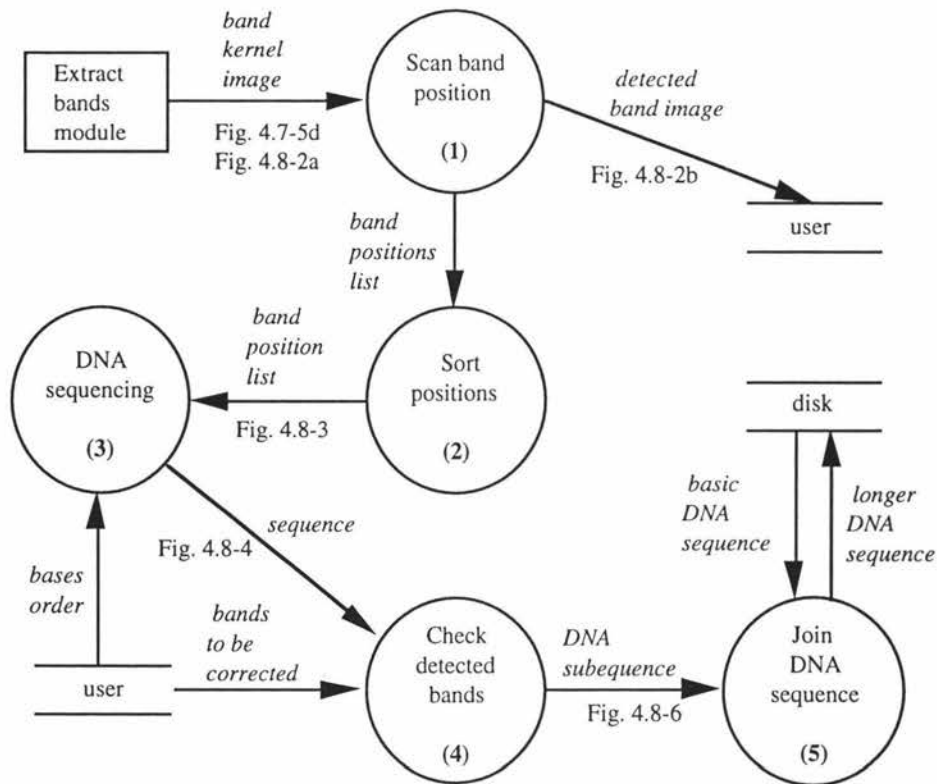 band
kernel
image
Extract
bands
module
Fig. 4.7-5d
Fig. 4.8-2a
Scan band
position
(1)
detected
band image
Fig. 4.8-2b
user
band
positions
list
DNA
sequencing
(3)
band
position
list
Fig. 4.8-3
Sort
positions
(2)
disk
basic
DNA
sequence
longer
DNA
sequence
sequence
Fig. 4.8-4
bases
order
user
bands
to be
corrected
Check
detected
bands
(4)
DNA
subequence
Fig. 4.8-6
Join
DNA
sequence
(5)